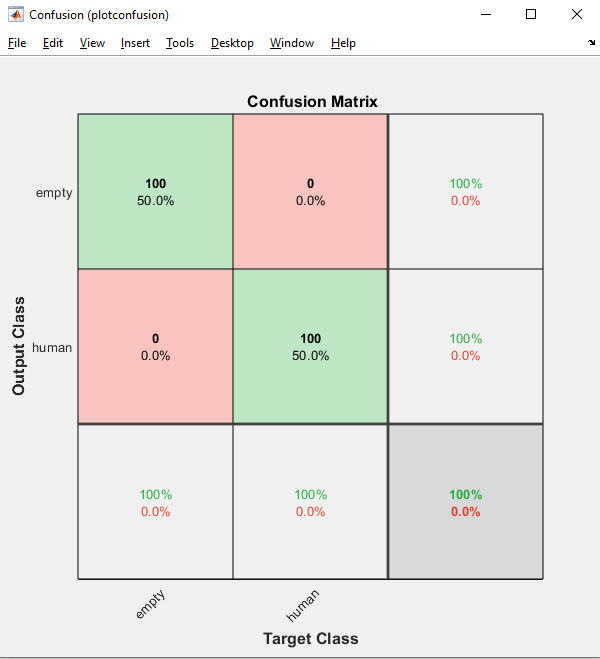 Confusion (plotconfusion)
File Edit View Insert Tools Desktop Window Help
Confusion Matrix
Output Class
empty
100
50.0%
0
0.0%
100%
0.0%
human
0
0.0%
100
50.0%
100%
0.0%
100%
0.0%
100%
0.0%
100%
0.0%
empty
human
Target Class